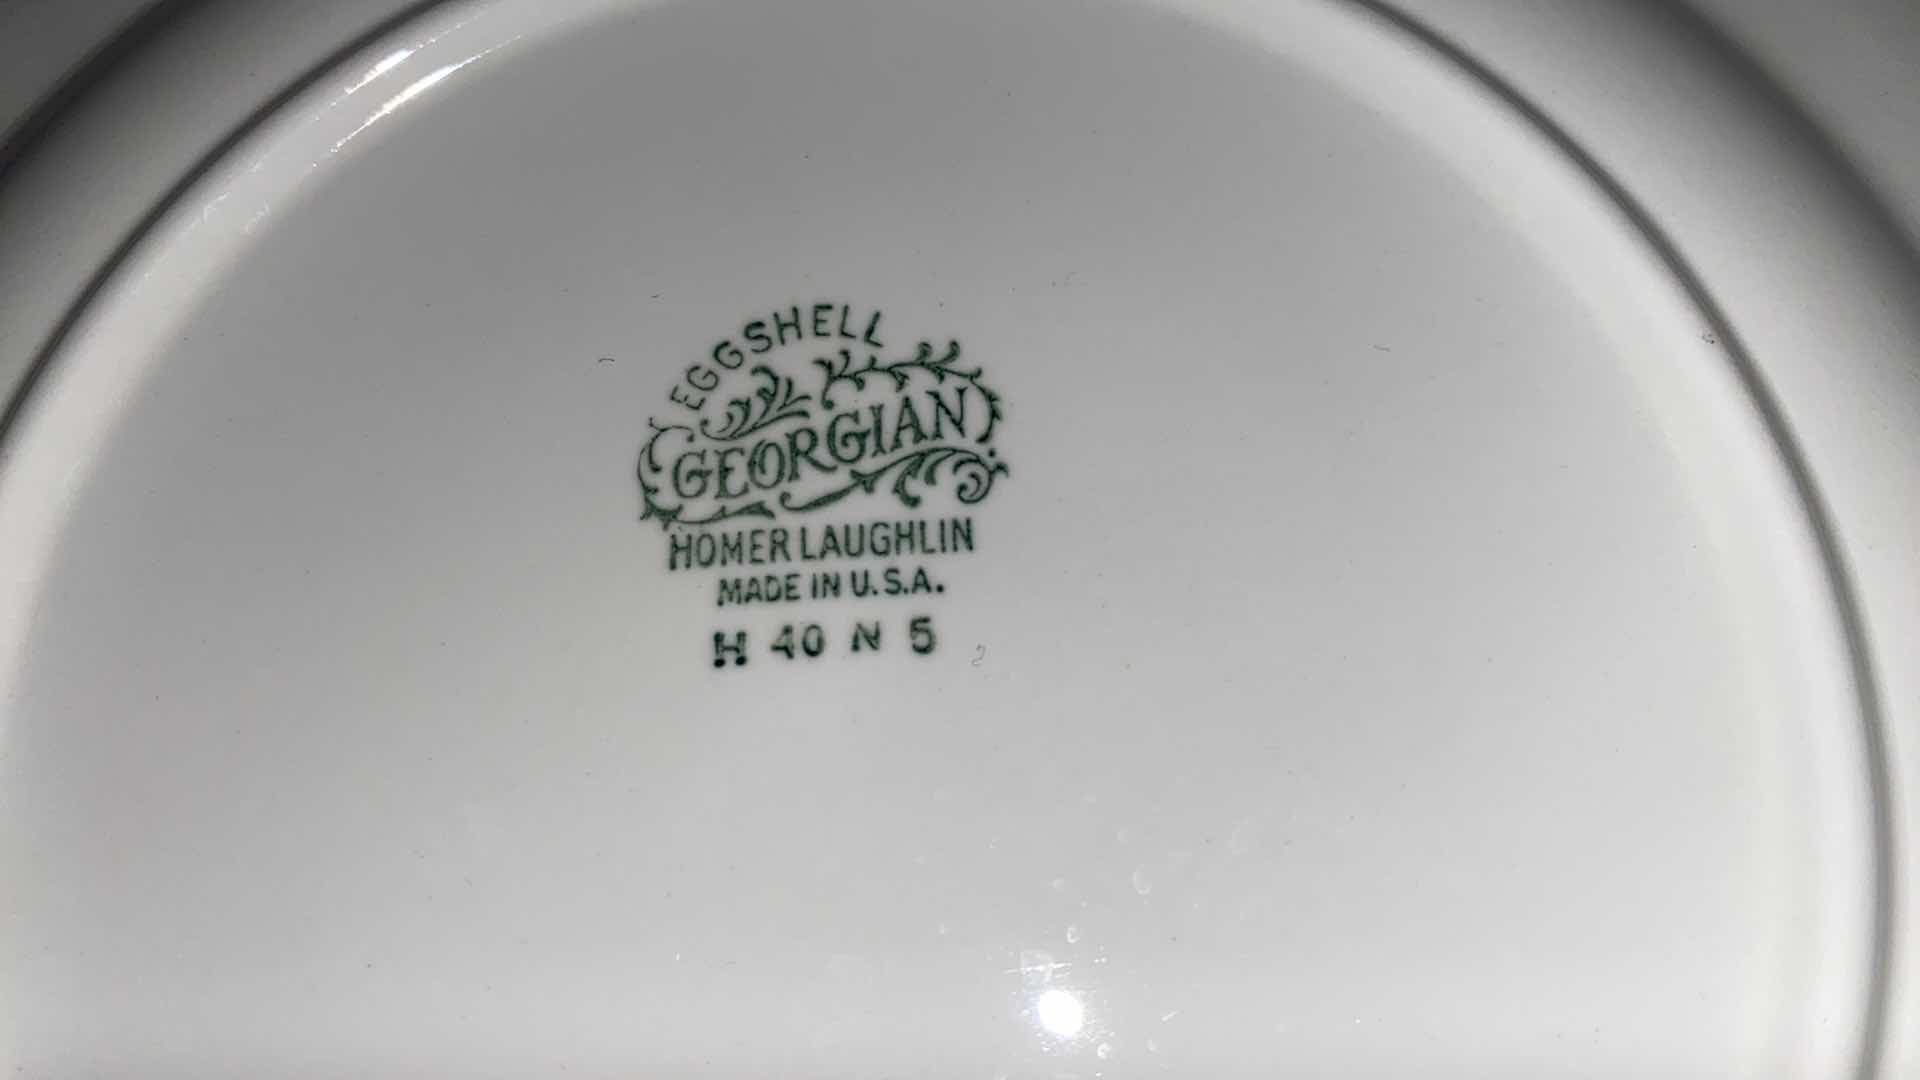 EGGSHELL
GEORGIAN
HOMER LAUGHLIN
MADE IN U.S.A.
H 40 N 5